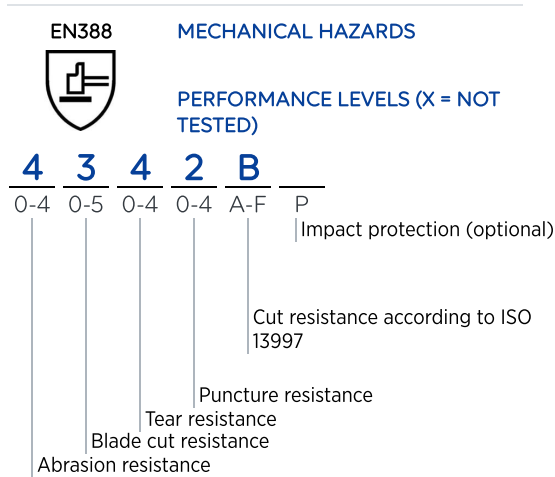 EN388
MECHANICAL HAZARDS
PERFORMANCE LEVELS (X = NOT
TESTED)
4 3 4 2 B
0-4 0-5 0-4 0-4 A-F P
Impact protection (optional)
Cut resistance according to ISO
13997
Puncture resistance
Tear resistance
Blade cut resistance
Abrasion resistance